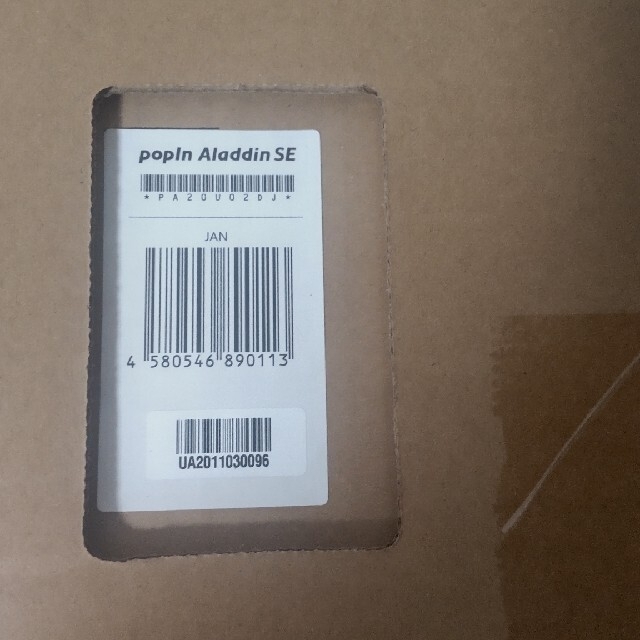 popIn Aladdin SE
*PA20U02DJ*
JAN
4 580546 890113
UA2011030096